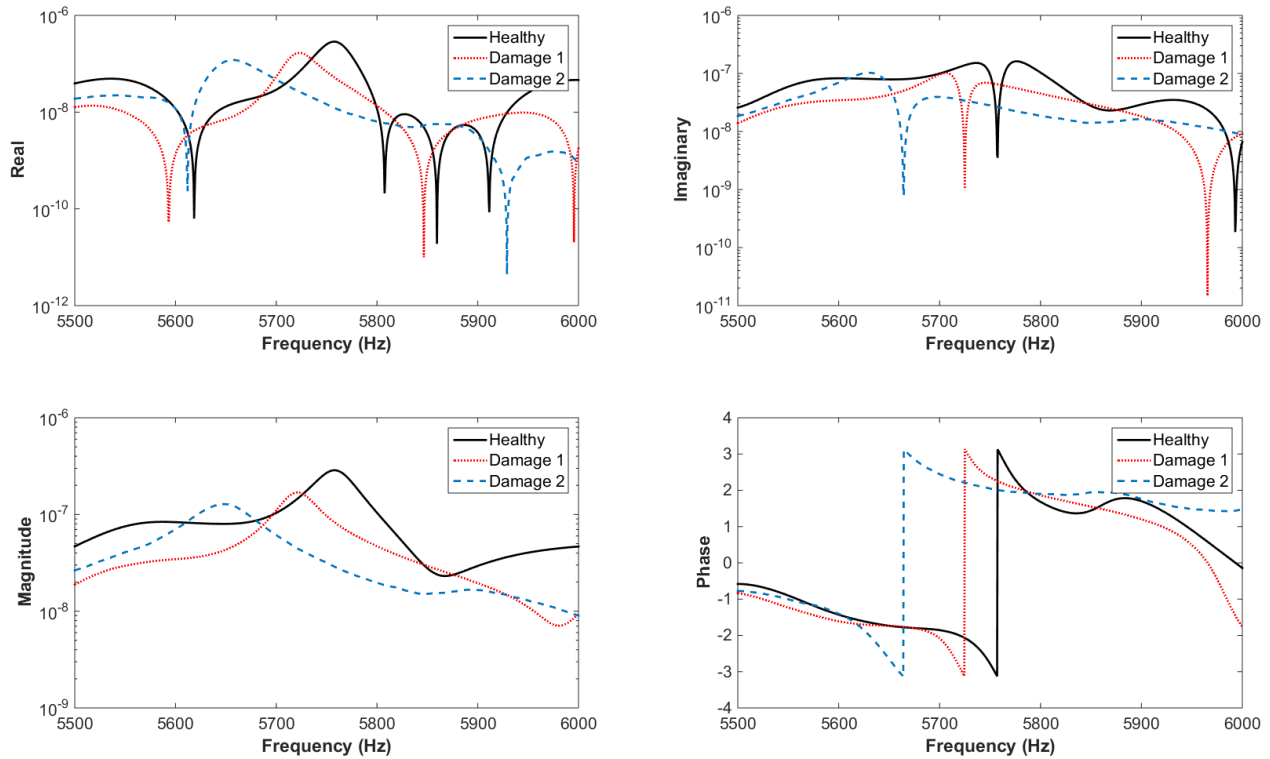 10-6
10-8
10-10
10-12
Real
5500 5600 5700 5800 5900 6000
Frequency (Hz)
Healthy
Damage 1
Damage 2
10-6
10-7
10-8
10-9
10-10
10-11
Imaginary
5500 5600 5700 5800 5900 6000
Frequency (Hz)
Healthy
Damage 1
Damage 2
10-6
10-7
10-8
10-9
Magnitude
5500 5600 5700 5800 5900 6000
Frequency (Hz)
Healthy
Damage 1
Damage 2
4
3
2
1
0
-1
-2
-3
-4
Phase
5500 5600 5700 5800 5900 6000
Frequency (Hz)
Healthy
Damage 1
Damage 2